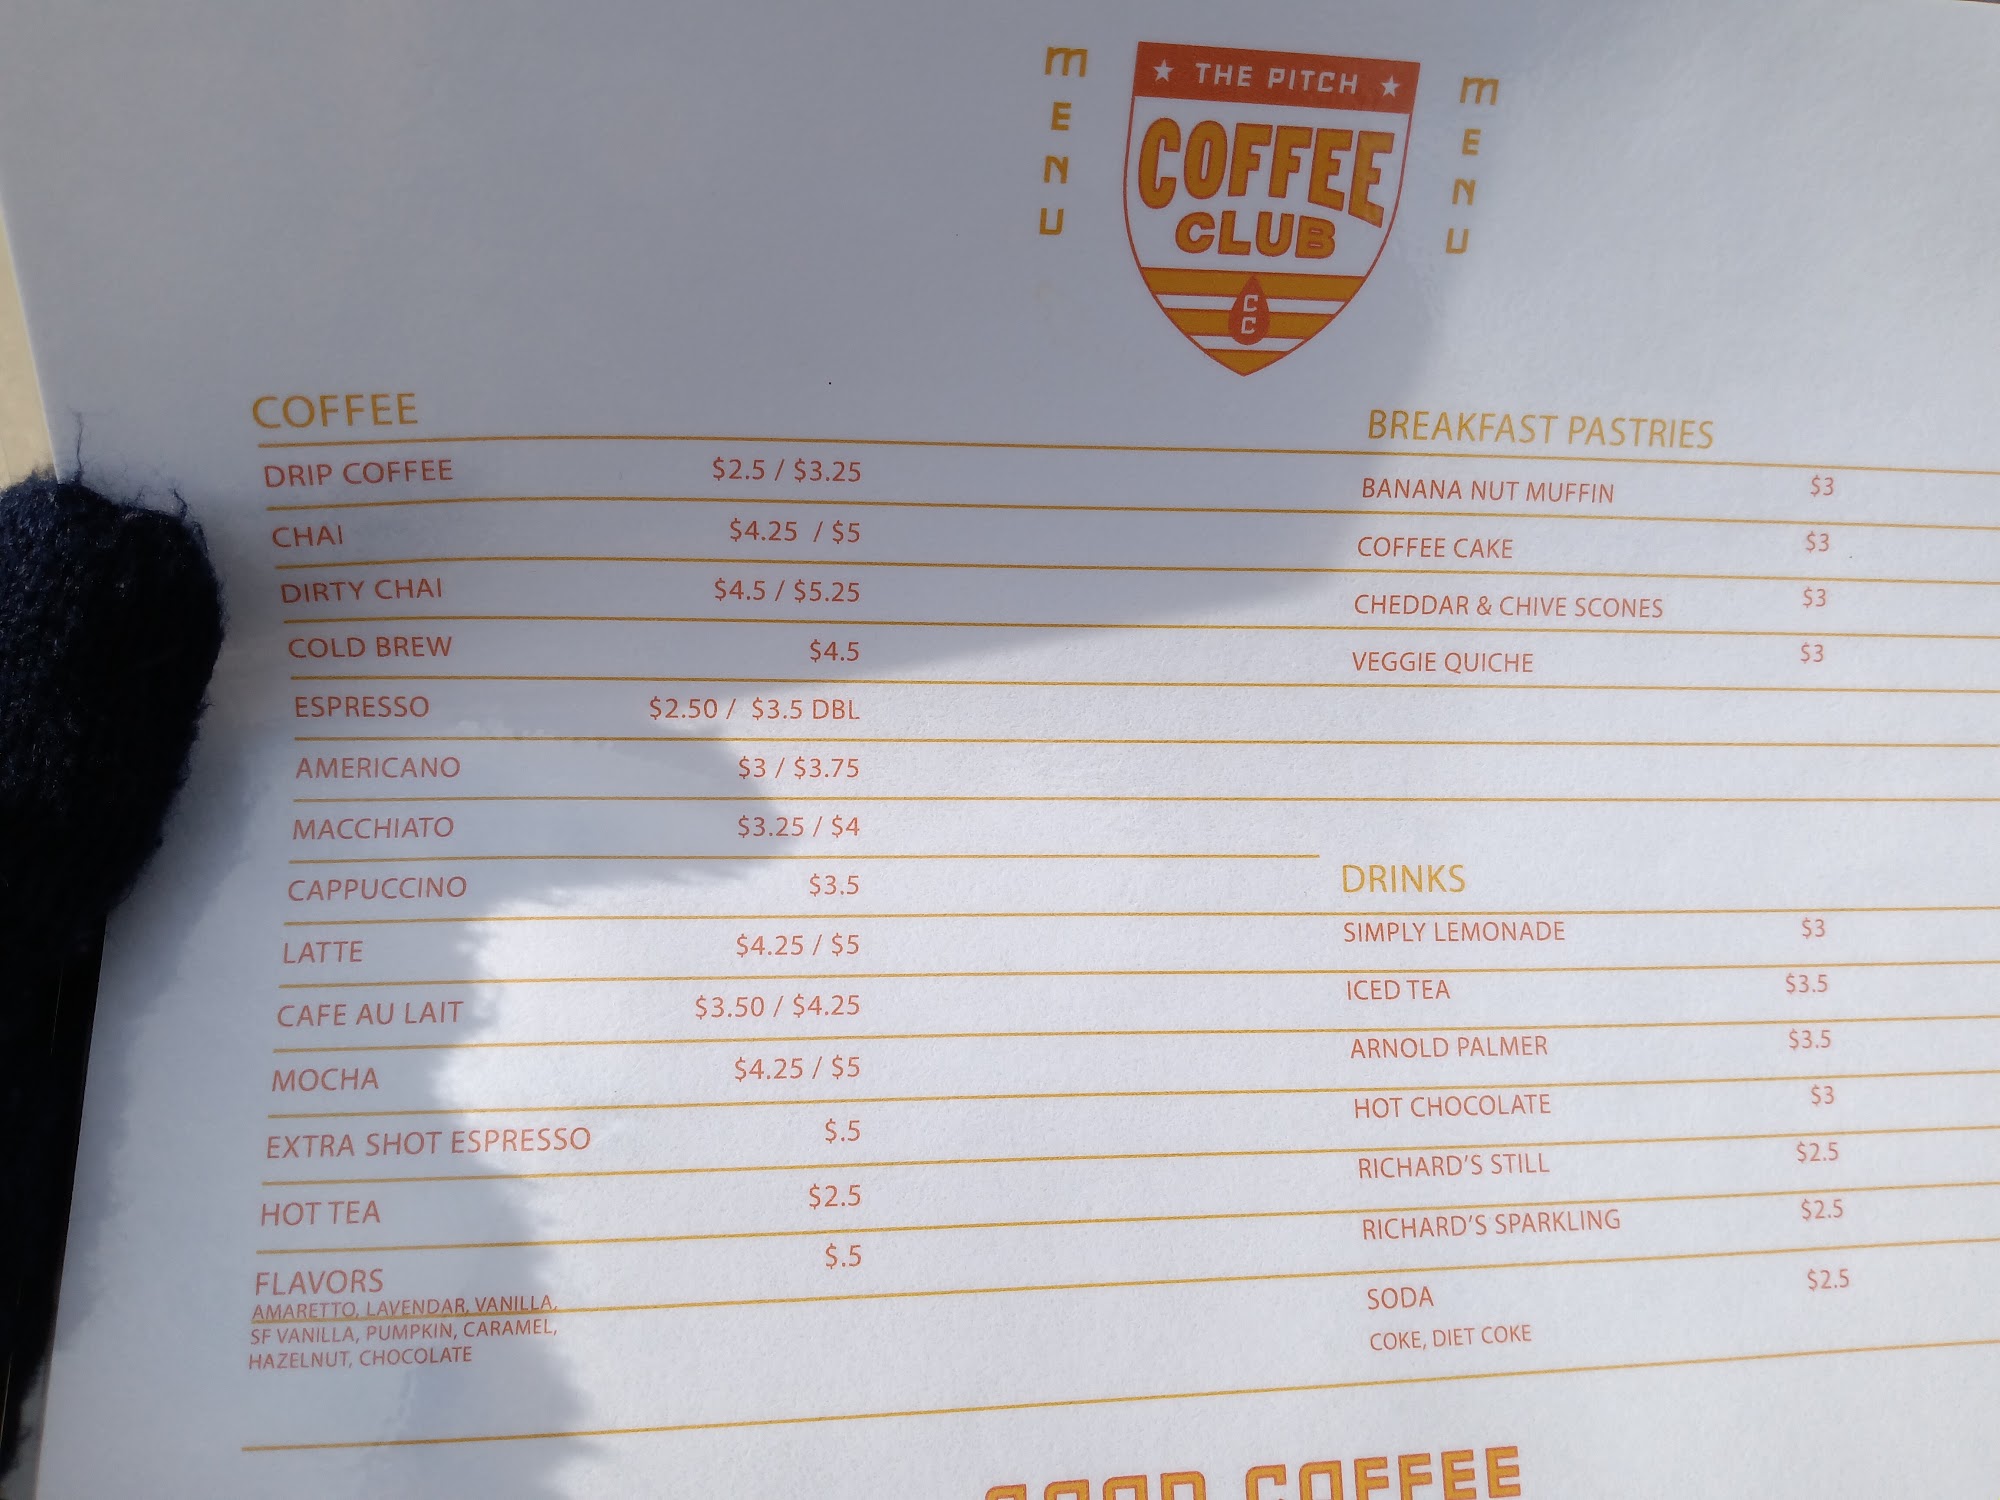 MENU
THE PITCH
COFFEE
CLUB
CC
MENU
COFFEE
DRIP COFFEE $2.5 / $3.25
CHAI $4.25 / $5
DIRTY CHAI $4.5 / $5.25
COLD BREW $4.5
ESPRESSO $2.50 / $3.5 DBL
AMERICANO $3 / $3.75
MACCHIATO $3.25 / $4
CAPPUCCINO $3.5
LATTE $4.25 / $5
CAFE AU LAIT $3.50 / $4.25
MOCHA $4.25 / $5
EXTRA SHOT ESPRESSO $.5
HOT TEA $2.5
FLAVORS $.5
AMARETTO, LAVENDAR, VANILLA,
SF VANILLA, PUMPKIN, CARAMEL,
HAZELNUT, CHOCOLATE
BREAKFAST PASTRIES
BANANA NUT MUFFIN $3
COFFEE CAKE $3
CHEDDAR & CHIVE SCONES $3
VEGGIE QUICHE $3
DRINKS
SIMPLY LEMONADE $3
ICED TEA $3.5
ARNOLD PALMER $3.5
HOT CHOCOLATE $3
RICHARD'S STILL $2.5
RICHARD'S SPARKLING $2.5
SODA $2.5
COKE, DIET COKE
GOOD COFFEE